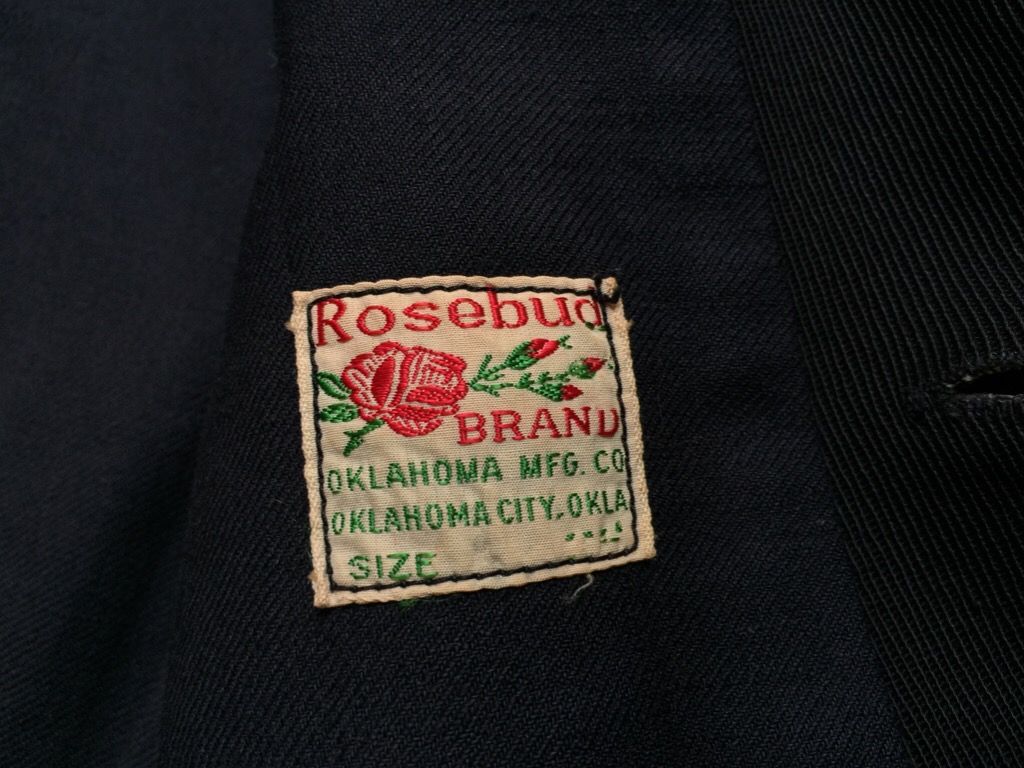 Rosebud
BRAND
OKLAHOMA MFG. CO
OKLAHOMA CITY, OKLA
SIZE